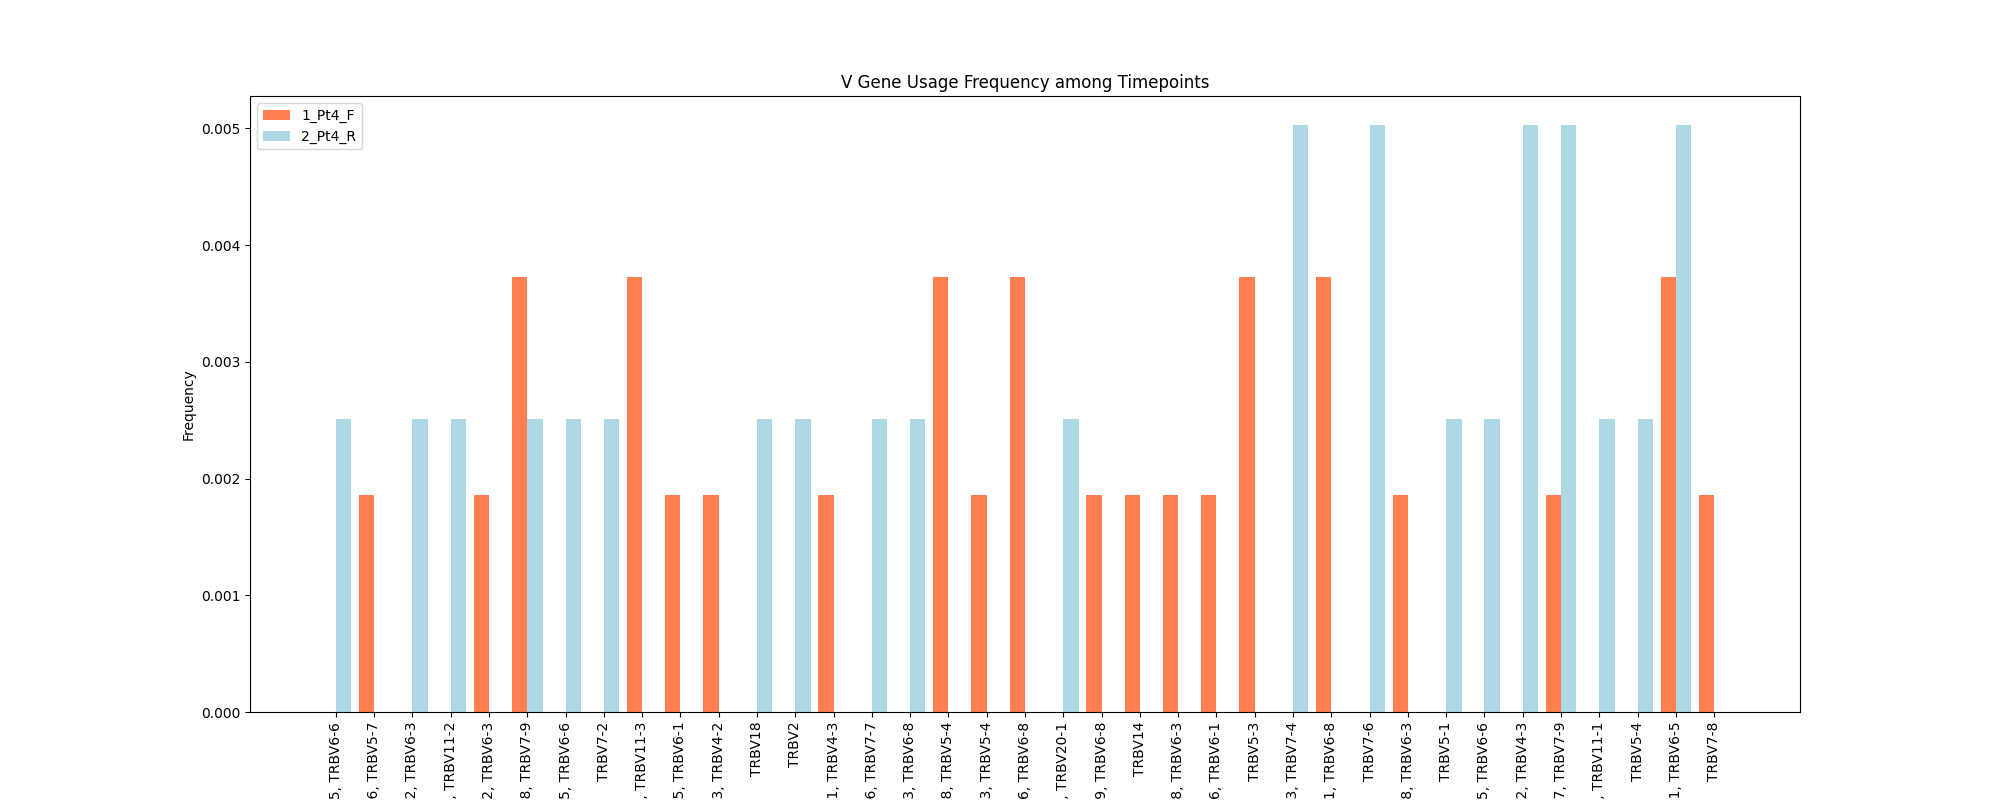 V Gene Usage Frequency among Timepoints
1_Pt4_F
2_Pt4_R
0.005
0.004
0.003
0.002
0.001
0.000
Frequency
5, TRBV6-6
6, TRBV5-7
2, TRBV6-3
, TRBV11-2
2, TRBV6-3
8, TRBV7-9
5, TRBV6-6
TRBV7-2
, TRBV11-3
5, TRBV6-1
3, TRBV4-2
TRBV18
TRBV2
1, TRBV4-3
6, TRBV7-7
3, TRBV6-8
8, TRBV5-4
3, TRBV5-4
6, TRBV6-8
, TRBV20-1
9, TRBV6-8
TRBV14
8, TRBV6-3
6, TRBV6-1
TRBV5-3
3, TRBV7-4
1, TRBV6-8
TRBV7-6
8, TRBV6-3
TRBV5-1
5, TRBV6-6
2, TRBV4-3
7, TRBV7-9
, TRBV11-1
TRBV5-4
1, TRBV6-5
TRBV7-8